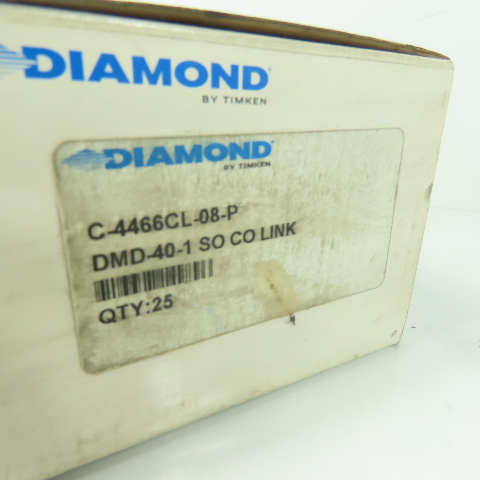 DIAMOND
BY TIMKEN
DIAMOND
BY TIMKEN
C-4466CL-08-P
DMD-40-1 SO CO LINK
QTY:25